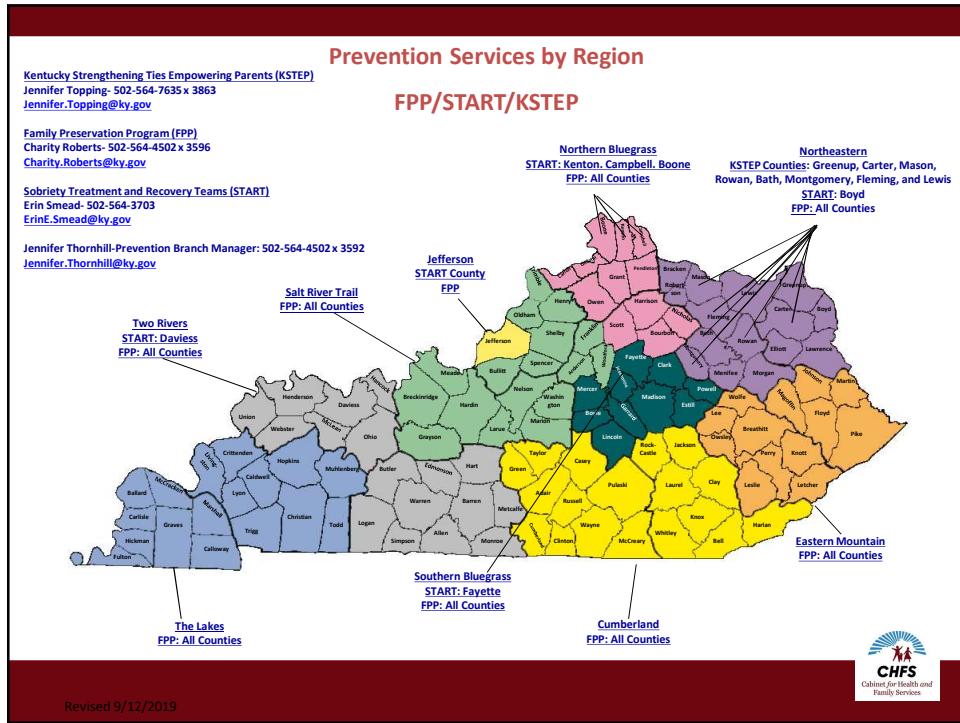 Prevention Services by Region
FPP/START/KSTEP
Kentucky Strengthening Ties Empowering Parents (KSTEP)
Jennifer Topping- 502-564-7635 x 3863
Jennifer.Topping@ky.gov
Family Preservation Program (FPP)
Charity Roberts- 502-564-4502 x 3596
Charity.Roberts@ky.gov
Sobriety Treatment and Recovery Teams (START)
Erin Smead- 502-564-3703
ErinE.Smead@ky.gov
Jennifer Thornhill-Prevention Branch Manager: 502-564-4502 x 3592
Jennifer.Thornhill@ky.gov
Northern Bluegrass
START: Kenton. Campbell. Boone
FPP: All Counties
Northeastern
KSTEP Counties: Greenup, Carter, Mason,
Rowan, Bath, Montgomery, Fleming, and Lewis
START: Boyd
FPP: All Counties
Jefferson
START County
FPP
Salt River Trail
FPP: All Counties
Two Rivers
START: Daviess
FPP: All Counties
Grant
Pendleton
Owen
Harrison
Nicholas
Scott
Bourbon
Bracken
Mason
Robert-
son
Lewis
Greenup
Fleming
Carter
Boyd
Bath
Rowan
Elliott
Lawrence
Montgomery
Menifee
Morgan
Trimble
Henry
Oldham
Shelby
Franklin
Jefferson
Spencer
Anderson
Woodford
Bullitt
Meade
Breckinridge
Hardin
Nelson
Washin
gton
Marion
Larue
Grayson
Fayette
Clark
Mercer
Jessamine
Madison
Powell
Estill
Boyle
Garrard
Lincoln
Johnson
Martin
Magoffin
Wolfe
Floyd
Lee
Breathitt
Pike
Owsley
Perry
Knott
Leslie
Letcher
Hancock
Henderson
Daviess
Union
McLean
Webster
Ohio
Butler
Edmonson
Hart
Warren
Barren
Metcalfe
Logan
Allen
Simpson
Monroe
Crittenden
Living-
ston
Hopkins
Caldwell
Muhlenberg
Lyon
McCracken
Ballard
Carlisle
Graves
Marshall
Christian
Trigg
Todd
Hickman
Calloway
Fulton
Taylor
Green
Casey
Rock-
Castle
Jackson
Adair
Pulaski
Laurel
Clay
Russell
Cumberland
Wayne
Knox
Clinton
McCreary
Whitley
Bell
Harlan
Eastern Mountain
FPP: All Counties
Southern Bluegrass
START: Fayette
FPP: All Counties
The Lakes
FPP: All Counties
Cumberland
FPP: All Counties
CHFS
Cabinet for Health and
Family Services
Revised 9/12/2019